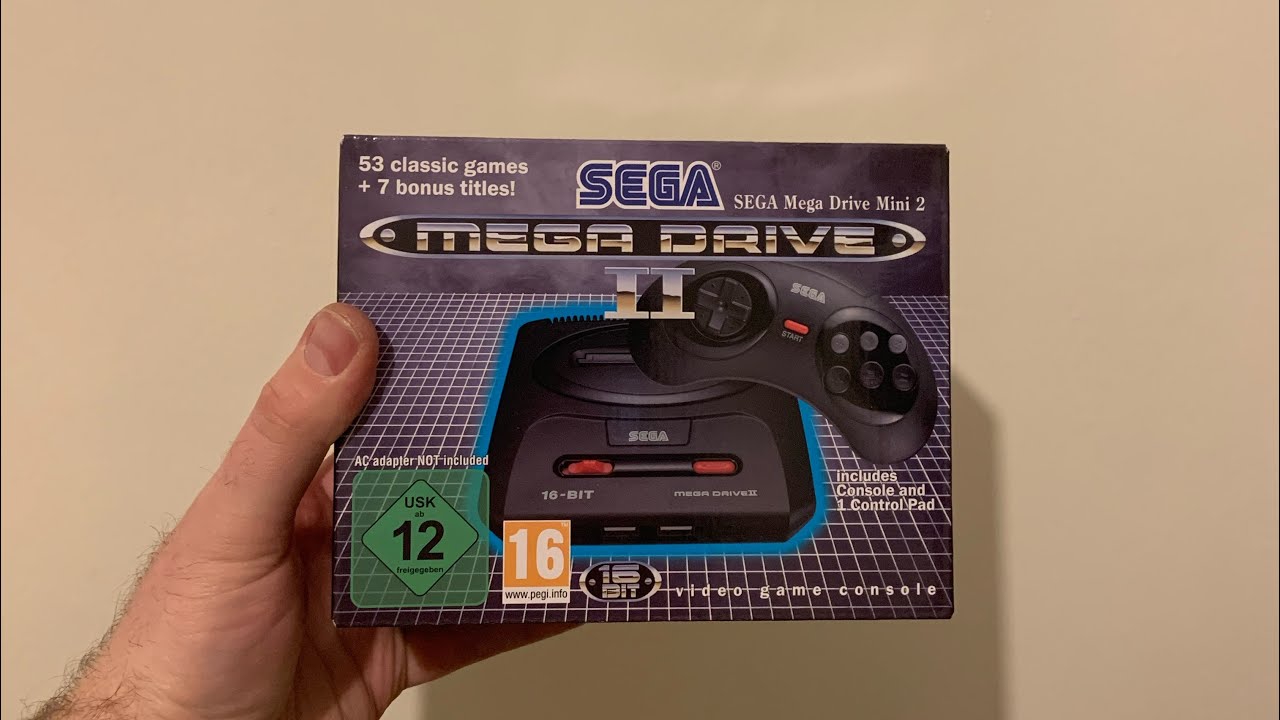 53 classic games
+ 7 bonus titles!
SEGA®
SEGA Mega Drive Mini 2
MEGA DRIVE
II
SEGA
START
SEGA
16-BIT
MEGA DRIVE II
AC adapter NOT included
includes
Console and
1 Control Pad
USK
ab
12
freigegeben
16
www.pegi.info
16
BIT
video game console